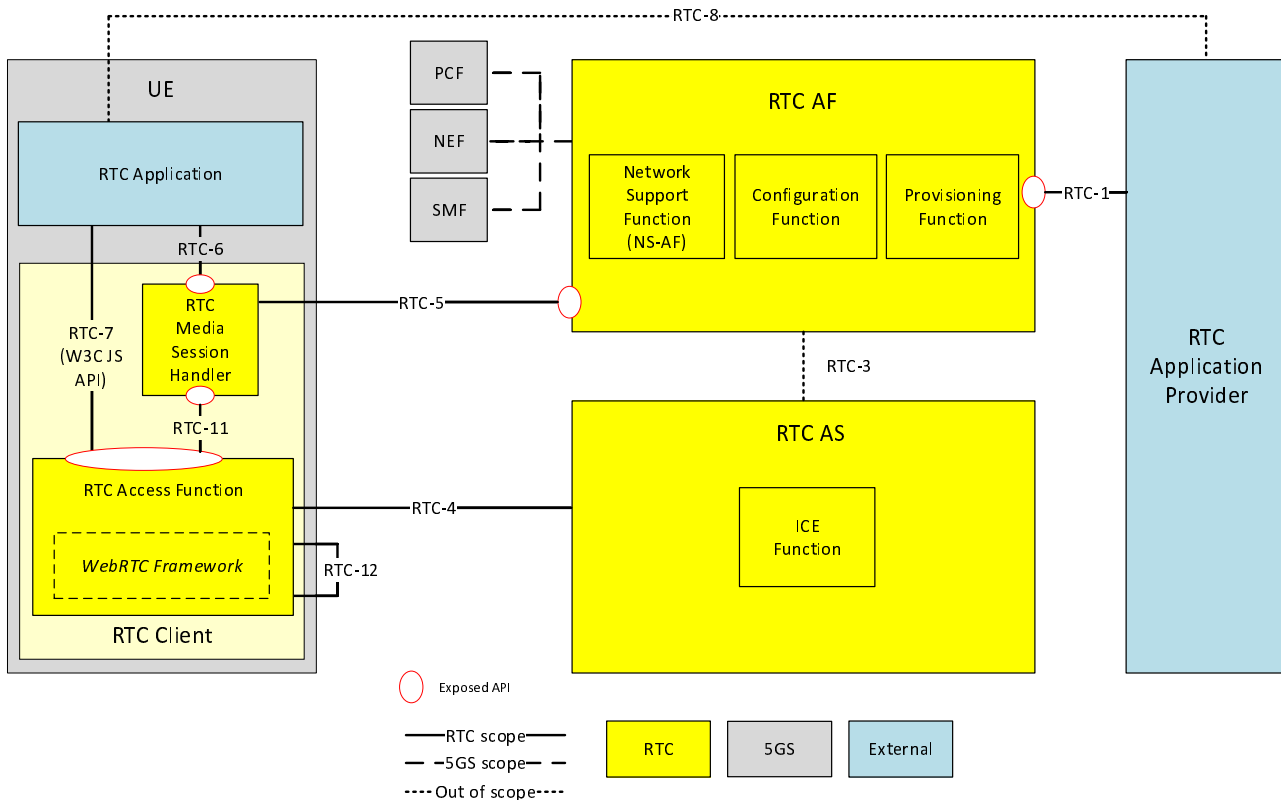 RTC-8
UE
RTC Application
RTC-6
RTC
Media
Session
Handler
RTC-7
(W3C JS
API)
RTC-11
RTC Access Function
WebRTC Framework
RTC-12
RTC Client
PCF
NEF
SMF
RTC-5
RTC-4
RTC AF
Network
Support
Function
(NS-AF)
Configuration
Function
Provisioning
Function
RTC-1
RTC-3
RTC AS
ICE
Function
RTC
Application
Provider
Exposed API
RTC scope
5GS scope
Out of scope
RTC
5GS
External